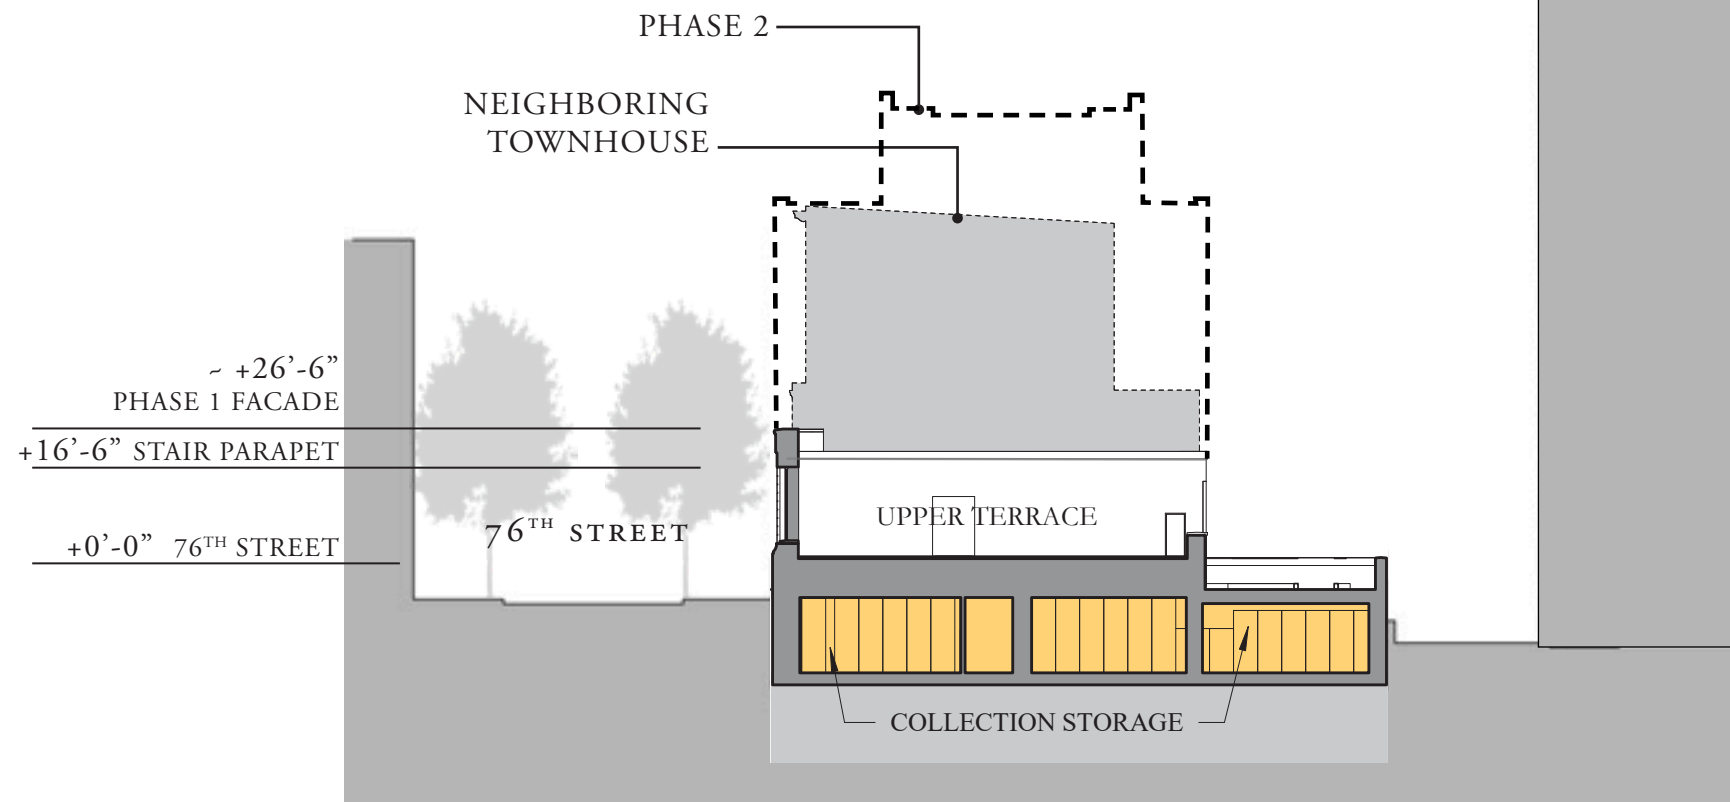 PHASE 2
NEIGHBORING
TOWNHOUSE
~ +26’-6”
PHASE 1 FACADE
+16’-6” STAIR PARAPET
76TH STREET
+0’-0” 76TH STREET
UPPER TERRACE
COLLECTION STORAGE